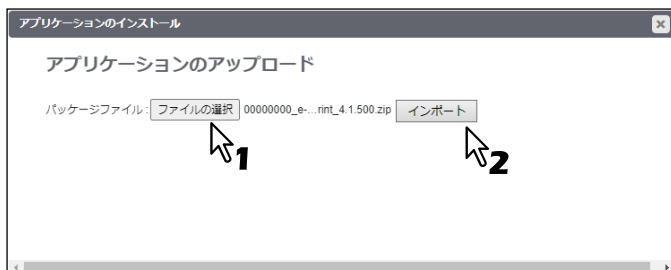 アプリケーションのインストール
アプリケーションのアップロード
パッケージファイル : ファイルの選択 00000000_e-...rint_4.1.500.zip インポート
1
2